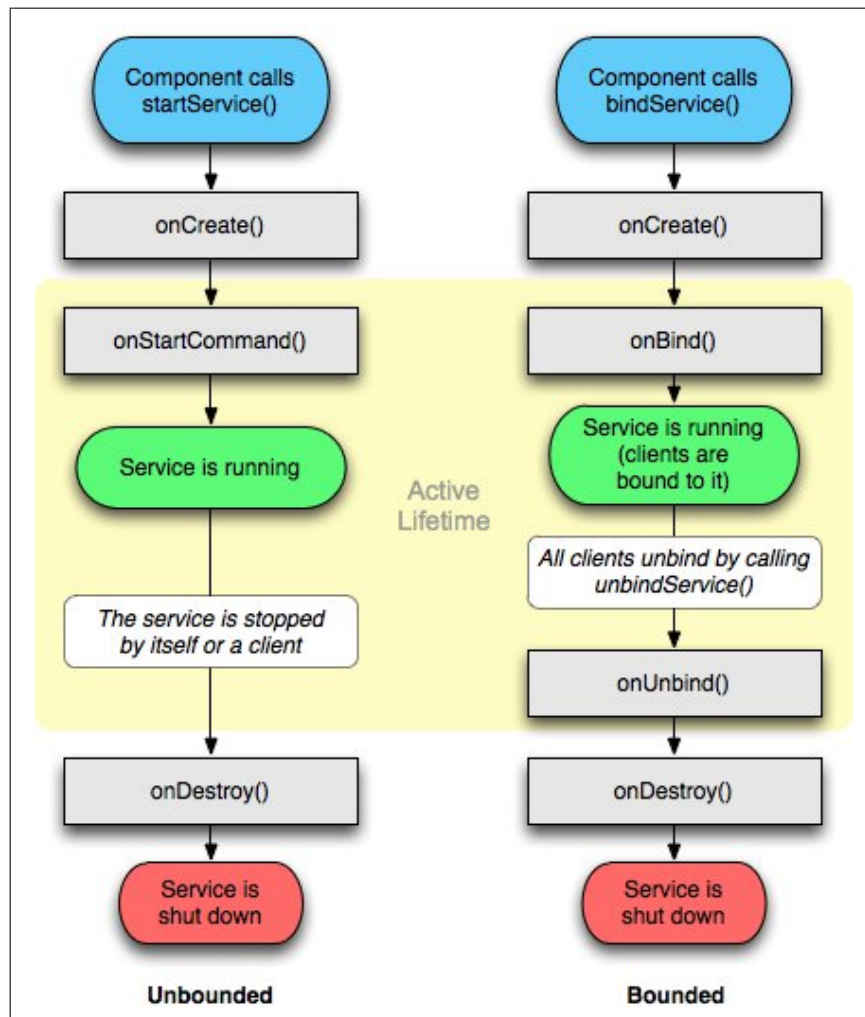 Component calls
startService()
onCreate()
onStartCommand()
Service is running
The service is stopped
by itself or a client
onDestroy()
Service is
shut down
Unbounded
Active
Lifetime
Component calls
bindService()
onCreate()
onBind()
Service is running
(clients are
bound to it)
All clients unbind by calling
unbindService()
onUnbind()
onDestroy()
Service is
shut down
Bounded